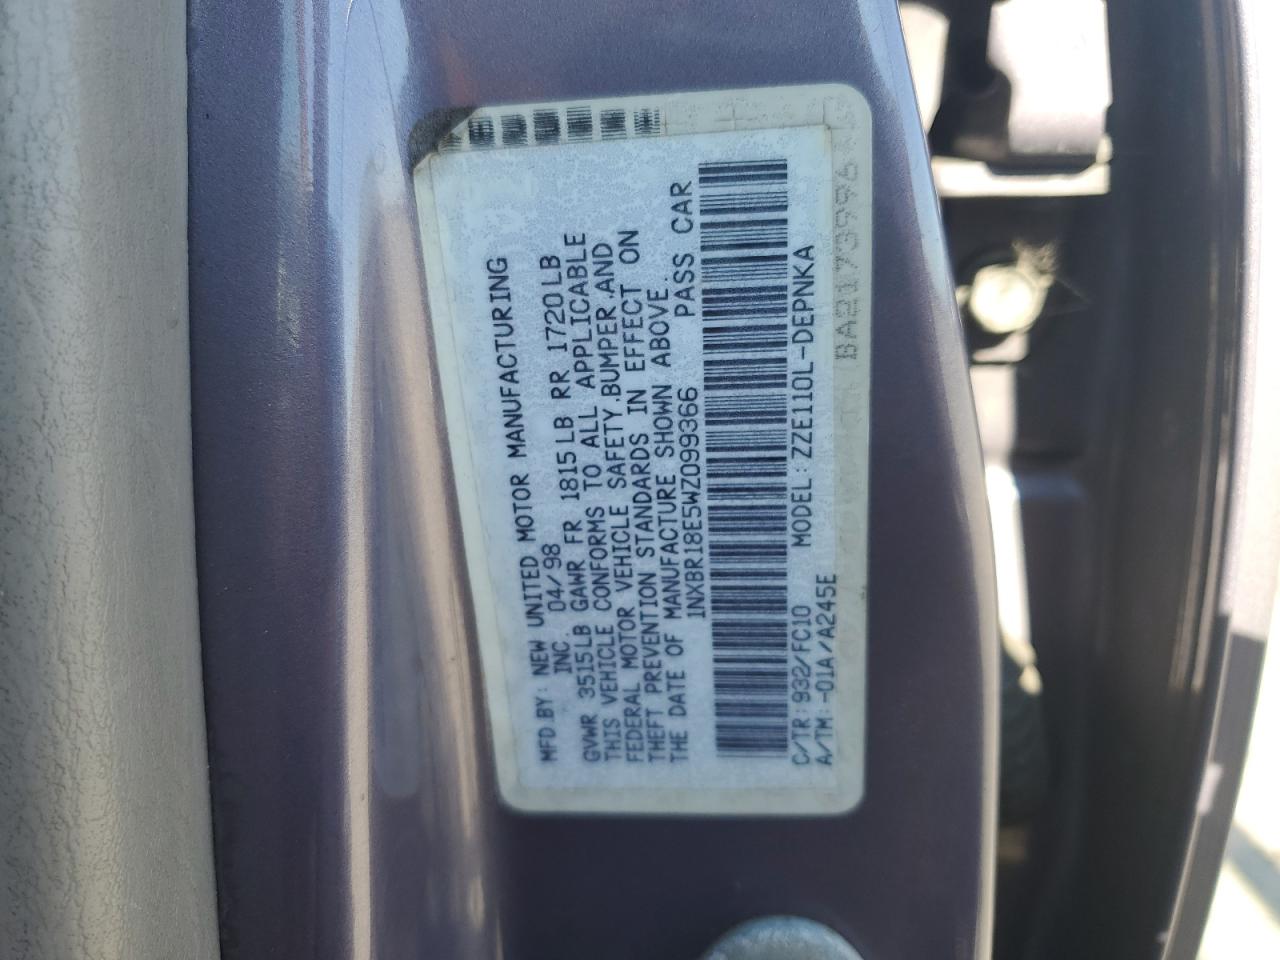 MFD.BY: NEW UNITED MOTOR MANUFACTURING
INC. 04/98
GVWR 3515LB GAWR FR 1815LB RR 1720LB
THIS VEHICLE CONFORMS TO ALL APPLICABLE
FEDERAL MOTOR VEHICLE SAFETY.BUMPER.AND
THEFT PREVENTION STANDARDS IN EFFECT ON
THE DATE OF MANUFACTURE SHOWN ABOVE.
1NXBR18E5WZ099366 PASS CAR
C/TR: 932/FC10 MODEL: ZZE110L-DEPNKA
A/TM: -01A/A245E
BA2173996